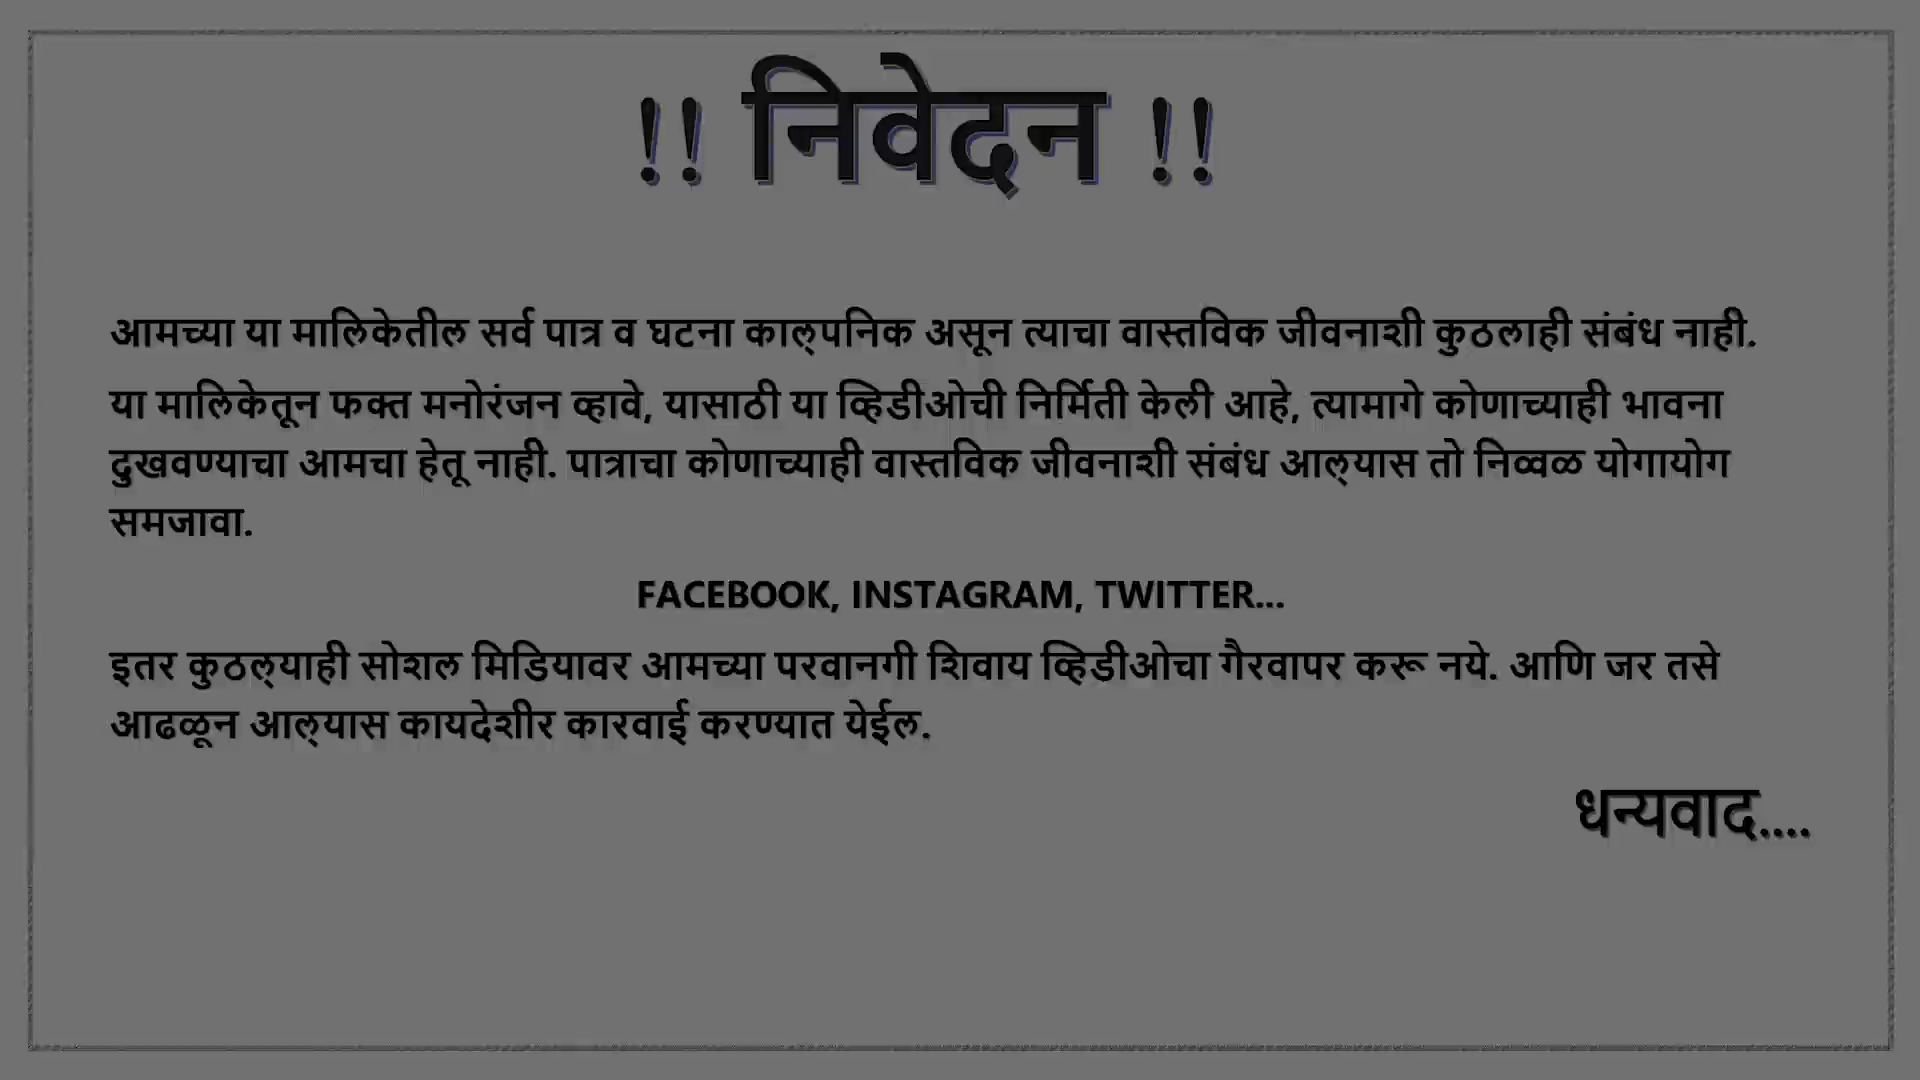 !! निवेदन !!
आमच्या या मालिकेतील सर्व पात्र व घटना काल्पनिक असून त्याचा वास्तविक जीवनाशी कुठलाही संबंध नाही.
या मालिकेतून फक्त मनोरंजन व्हावे, यासाठी या व्हिडीओची निर्मिती केली आहे, त्यामागे कोणाच्याही भावना
दुखवण्याचा आमचा हेतू नाही. पात्राचा कोणाच्याही वास्तविक जीवनाशी संबंध आल्यास तो निव्वळ योगायोग
समजावा.
FACEBOOK, INSTAGRAM, TWITTER...
इतर कुठल्याही सोशल मिडियावर आमच्या परवानगी शिवाय व्हिडीओचा गैरवापर करू नये. आणि जर तसे
आढळून आल्यास कायदेशीर कारवाई करण्यात येईल.
धन्यवाद....